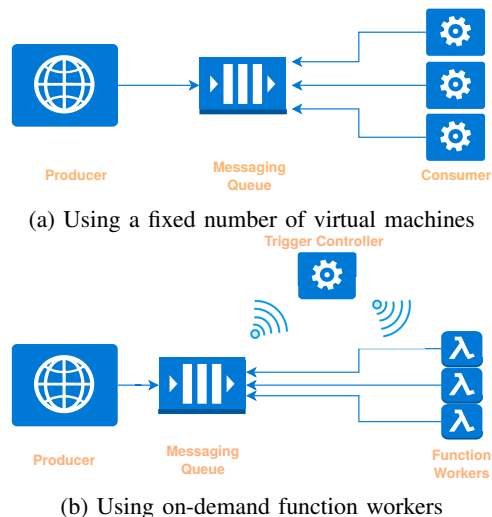 Producer
Messaging
Queue
Consumer
(a) Using a fixed number of virtual machines
Trigger Controller
λ
λ
λ
Producer
Messaging
Queue
Function
Workers
(b) Using on-demand function workers